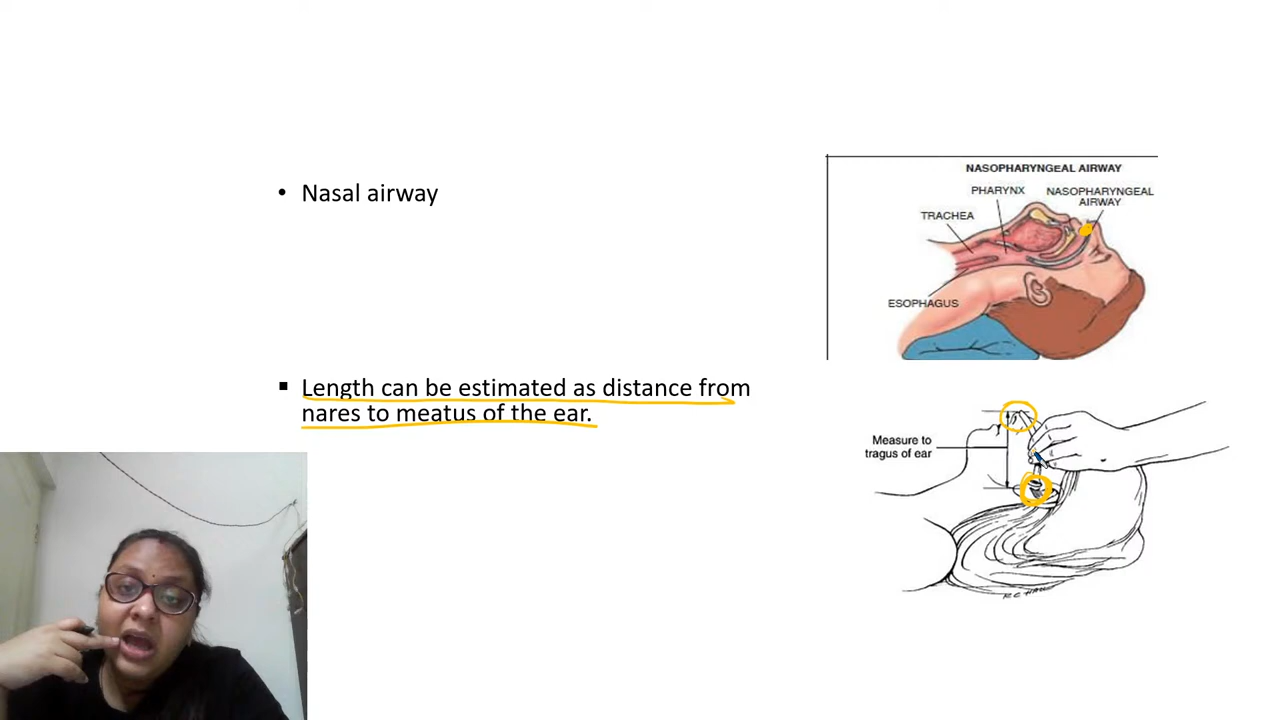 • Nasal airway
▪ Length can be estimated as distance from
nares to meatus of the ear.
NASOPHARYNGEAL AIRWAY
PHARYNX
NASOPHARYNGEAL
AIRWAY
TRACHEA
ESOPHAGUS
Measure to
tragus of ear